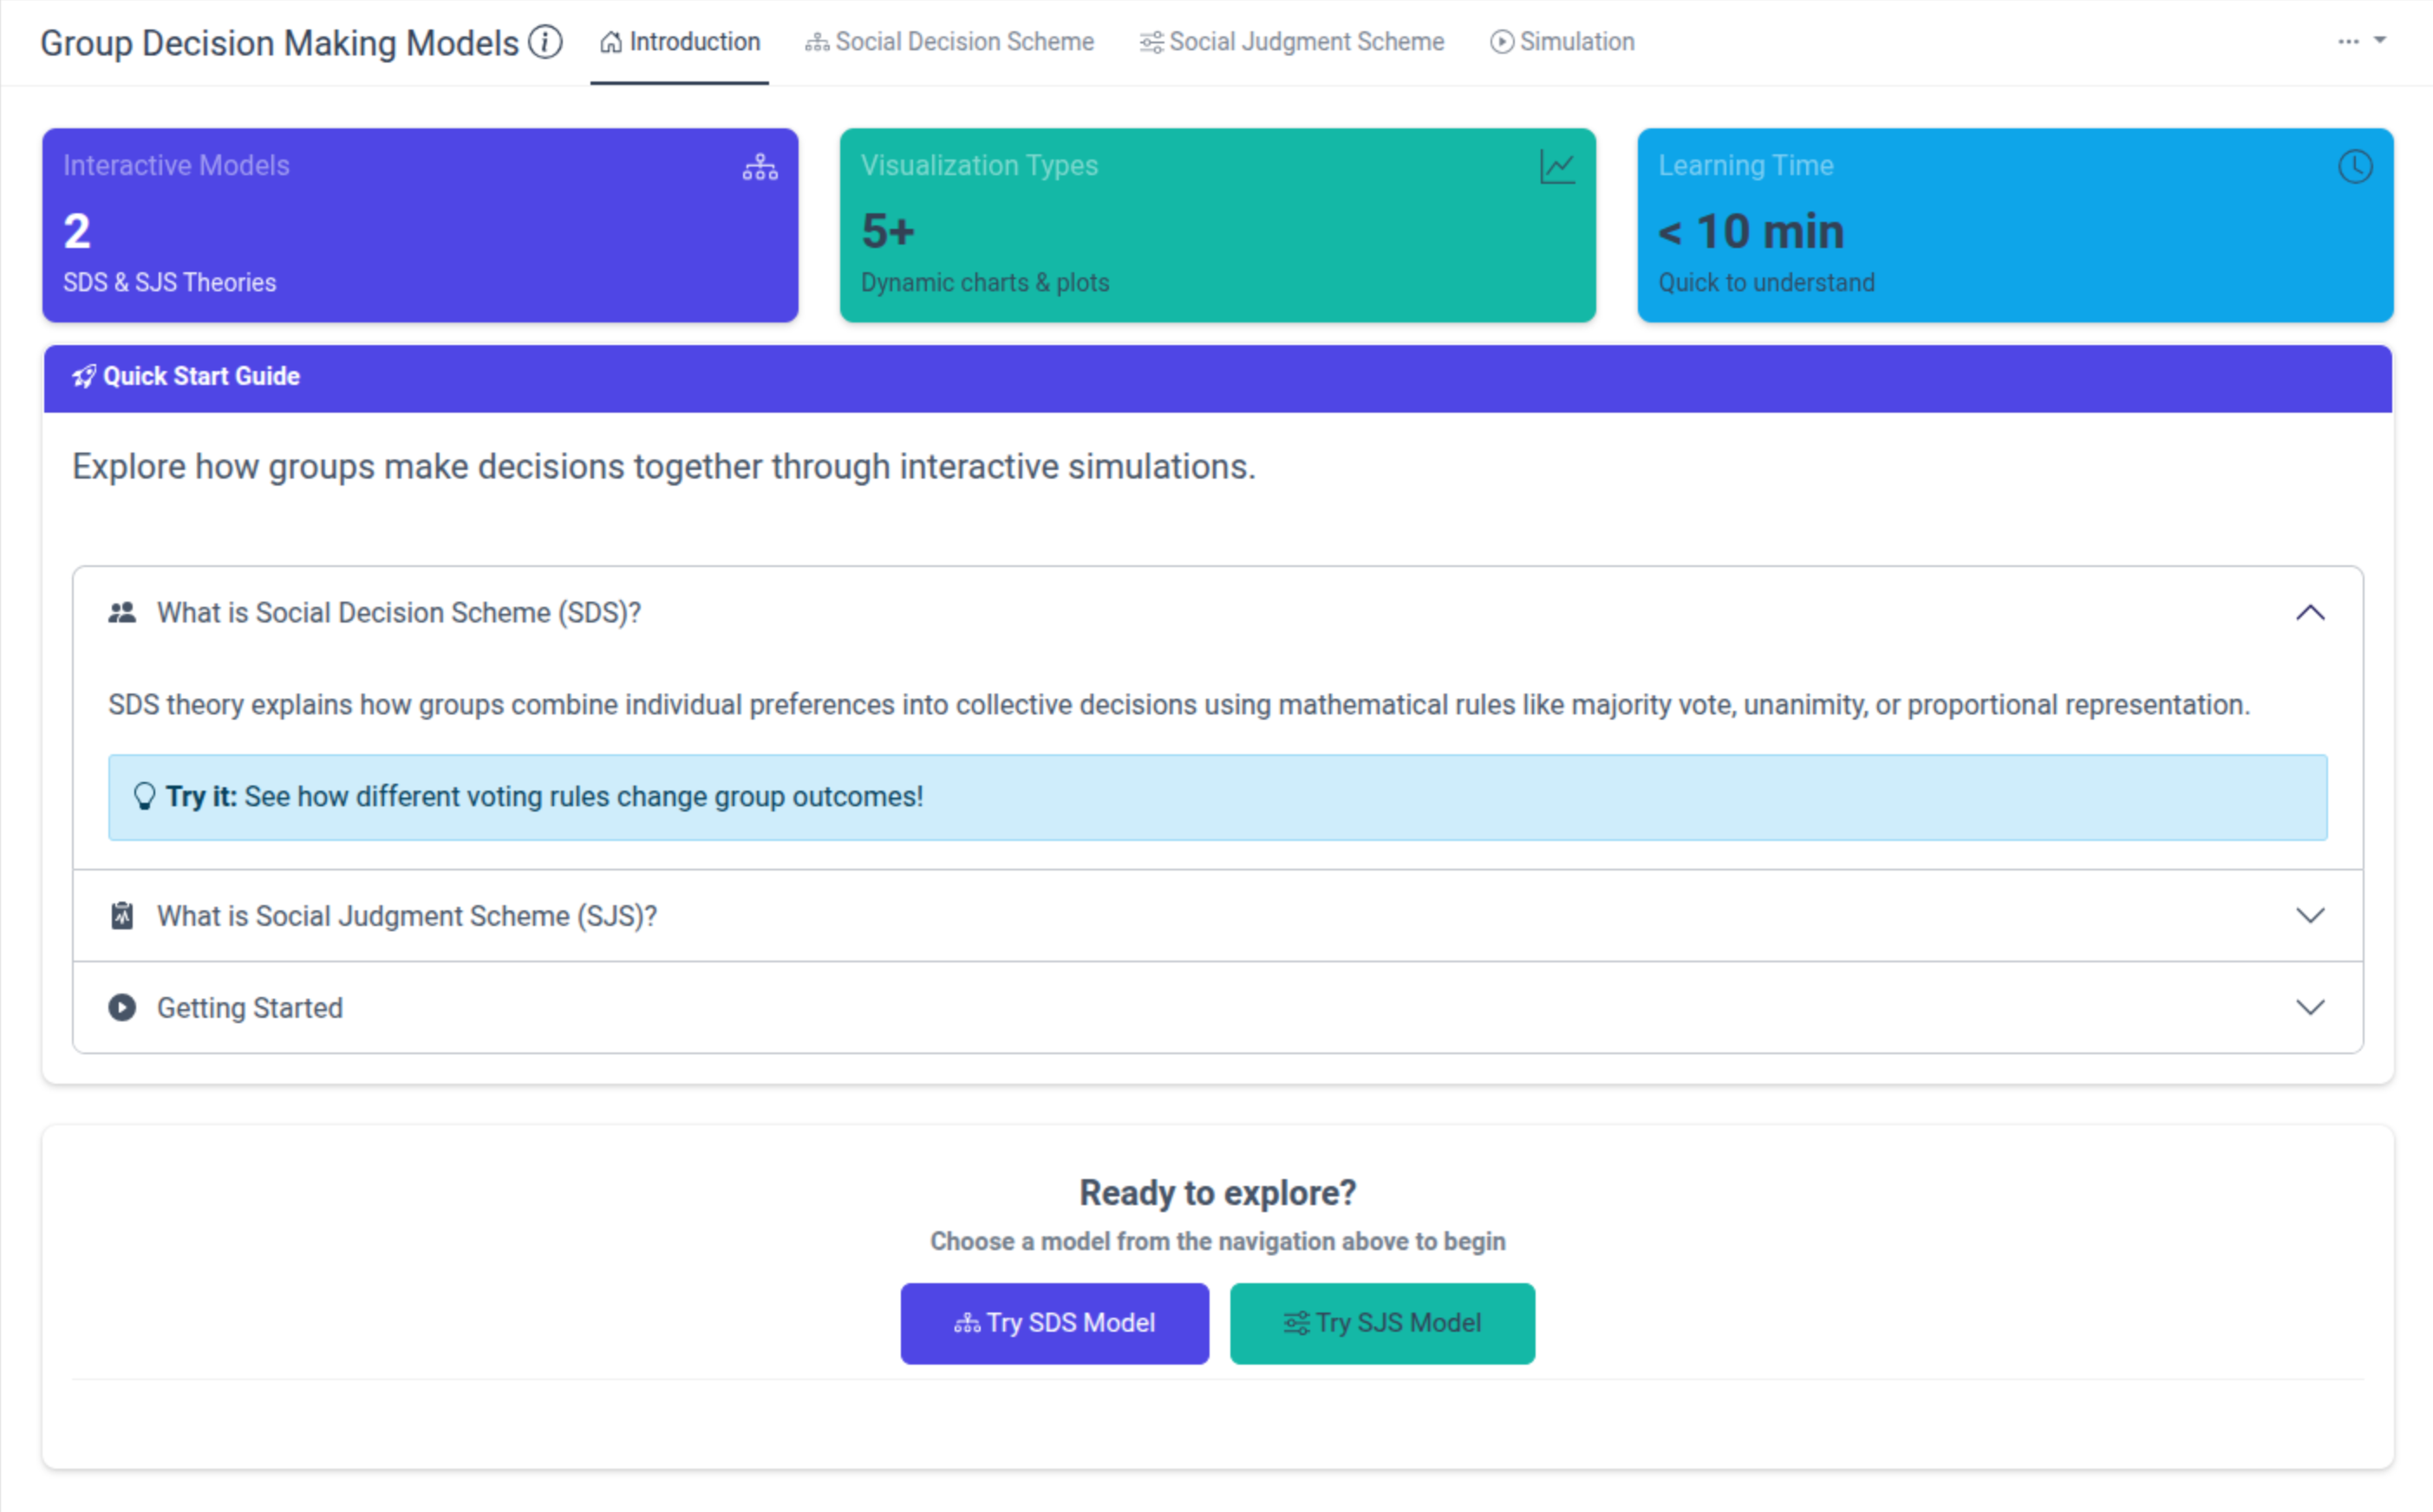 Group Decision Making Models
Introduction
Social Decision Scheme
Social Judgment Scheme
Simulation
Interactive Models
2
SDS & SJS Theories
Visualization Types
5+
Dynamic charts & plots
Learning Time
< 10 min
Quick to understand
Quick Start Guide
Explore how groups make decisions together through interactive simulations.
What is Social Decision Scheme (SDS)?
SDS theory explains how groups combine individual preferences into collective decisions using mathematical rules like majority vote, unanimity, or proportional representation.
Try it: See how different voting rules change group outcomes!
What is Social Judgment Scheme (SJS)?
Getting Started
Ready to explore?
Choose a model from the navigation above to begin
Try SDS Model
Try SJS Model